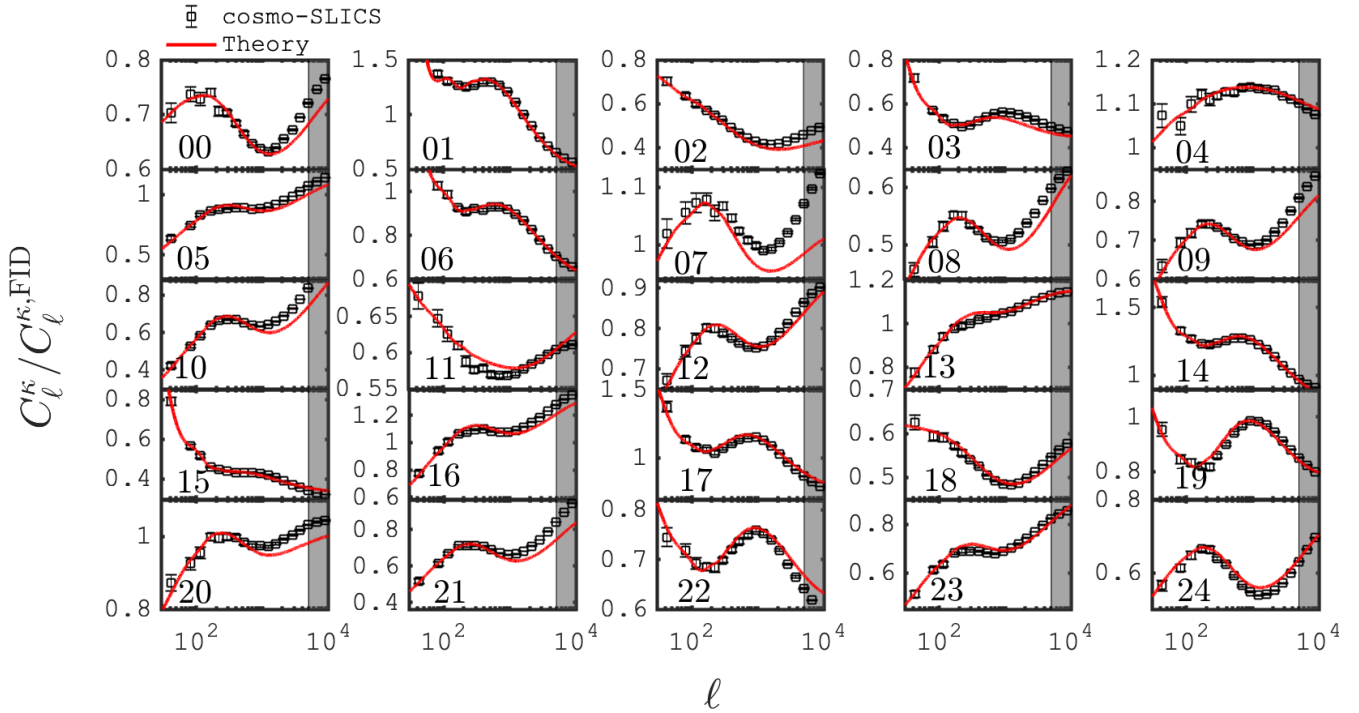 cosmo-SLICS
Theory
C_ℓ^κ / C_ℓ^{κ,FID}
0.8 0.7 0.6 00
1.5 1 0.5 01
0.8 0.6 0.4 02
0.8 0.6 0.4 03
1.2 1.1 1 04
1 0.5 05
1 0.8 0.6 06
1.1 1 07
0.6 0.5 08
0.8 0.7 0.6 09
0.8 0.6 0.4 10
0.6 0.65 0.6 0.55 11
0.9 0.8 0.7 12
1.2 1 0.8 0.7 13
1.5 1 14
0.8 0.6 0.4 15
1.2 1 0.8 0.6 16
1.5 1 17
0.6 0.5 18
1 0.8 0.8 19
1 0.8 20
0.8 0.6 0.4 21
0.8 0.7 0.6 22
0.8 0.6 23
0.6 24
10^2 10^4 10^2 10^4 10^2 10^4 10^2 10^4 10^2 10^4
ℓ